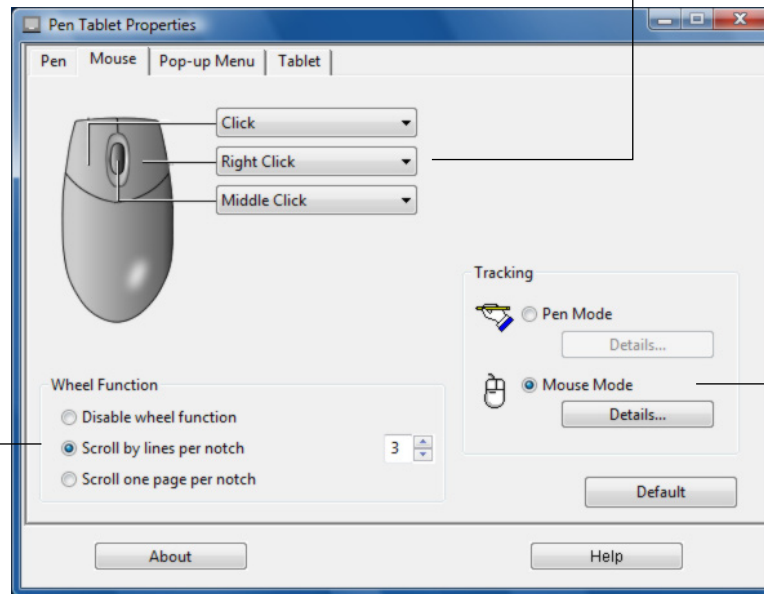 Pen Tablet Properties
Pen Mouse Pop-up Menu Tablet
Click
Right Click
Middle Click
Tracking
Pen Mode
Details...
Mouse Mode
Details...
Wheel Function
Disable wheel function
Scroll by lines per notch 3
Scroll one page per notch
Default
About Help